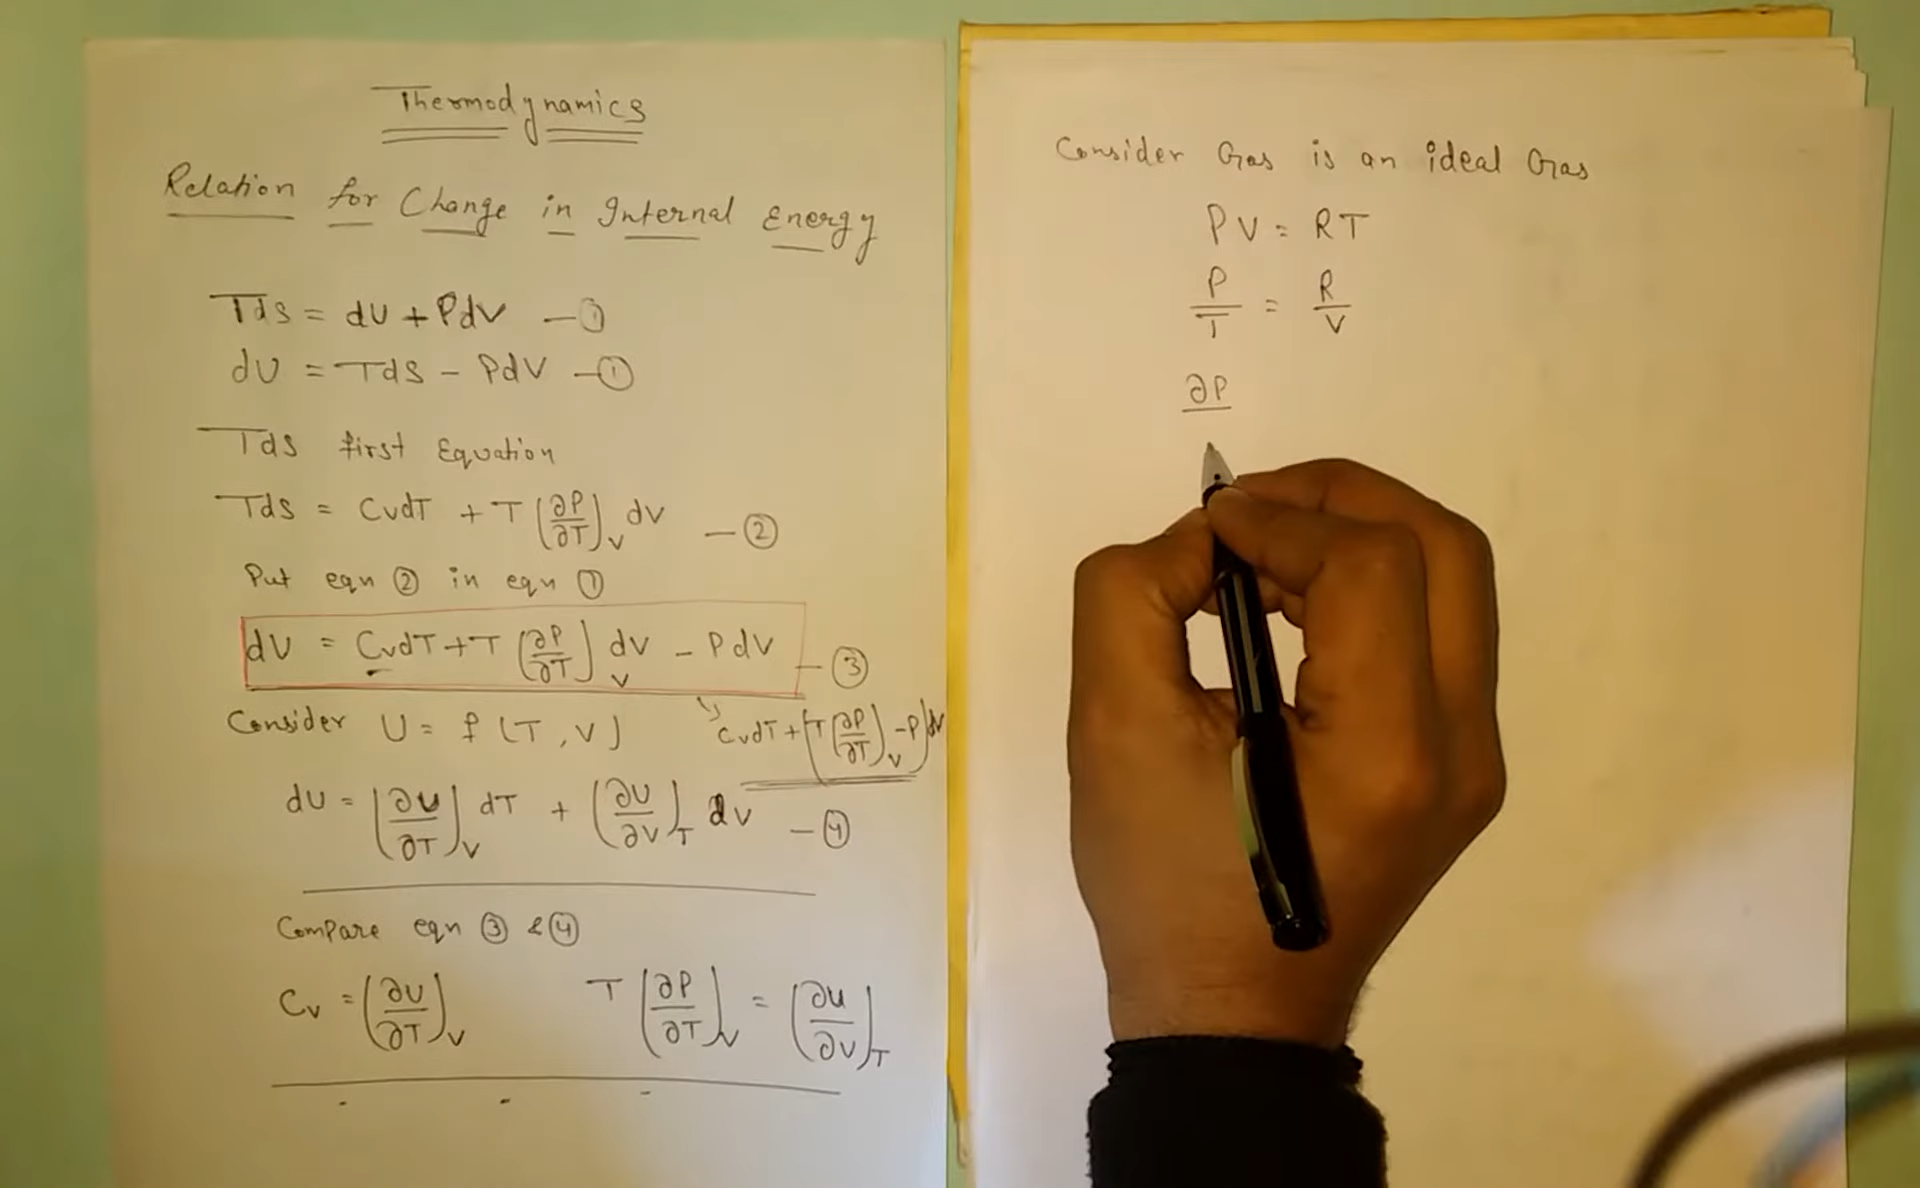 Thermodynamics
Relation for Change in Internal Energy
Tds = dU + PdV — ①
dU = Tds - PdV — ①
Tds first Equation
Tds = CvdT + T (∂P/∂T)v dv — ②
Put eqn ② in eqn ①
dU = CvdT + T (∂P/∂T)v dv - Pdv — ③
Consider U = f (T, V)
CvdT + [T (∂P/∂T)v - P] dv
dU = (∂U/∂T)v dT + (∂U/∂V)T dv — ④
Compare eqn ③ & ④
Cv = (∂U/∂T)v T (∂P/∂T)v = (∂U/∂V)T
Consider Gas is an ideal Gas
PV = RT
P/T = R/V
∂P